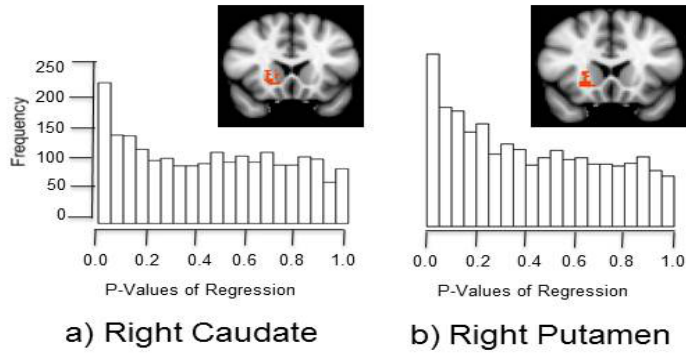 250
200
150
100
50
0
Frequency
0.0 0.2 0.4 0.6 0.8 1.0
P-Values of Regression
a) Right Caudate
0.0 0.2 0.4 0.6 0.8 1.0
P-Values of Regression
b) Right Putamen